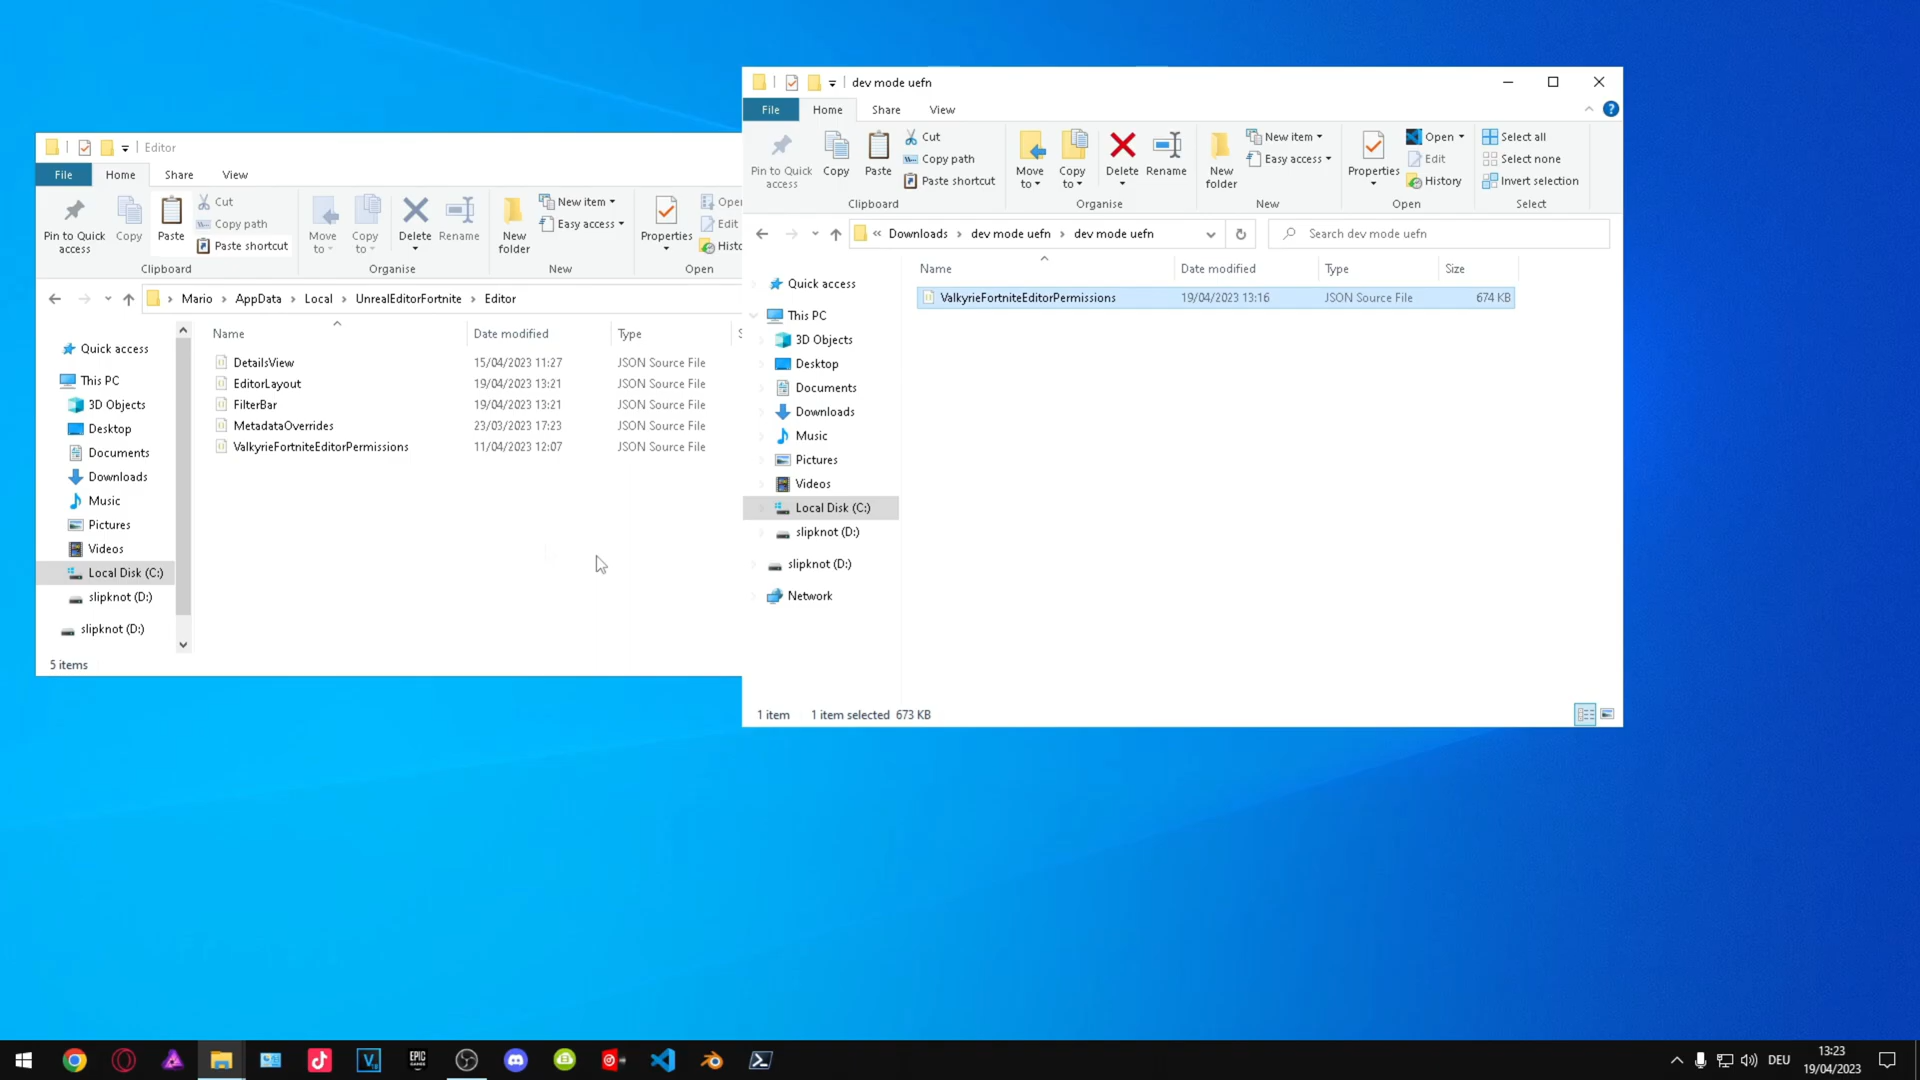 Editor
File Home Share View
Pin to Quick access
Copy
Paste
Cut
Copy path
Paste shortcut
Clipboard
Move to
Copy to
Delete
Rename
Organise
New folder
New item
Easy access
New
Properties
Open
Edit
Open
Mario AppData Local UnrealEditorFortnite Editor
Name Date modified Type
DetailsView 15/04/2023 11:27 JSON Source File
EditorLayout 19/04/2023 13:21 JSON Source File
FilterBar 19/04/2023 13:21 JSON Source File
MetadataOverrides 23/03/2023 17:23 JSON Source File
ValkyrieFortniteEditorPermissions 11/04/2023 12:07 JSON Source File
Quick access
This PC
3D Objects
Desktop
Documents
Downloads
Music
Pictures
Videos
Local Disk (C:)
slipknot (D:)
slipknot (D:)
5 items
dev mode uefn
File Home Share View
Pin to Quick access
Copy
Paste
Cut
Copy path
Paste shortcut
Clipboard
Move to
Copy to
Delete
Rename
Organise
New folder
New item
Easy access
New
Properties
Open
Edit
History
Open
Select all
Select none
Invert selection
Select
« Downloads dev mode uefn dev mode uefn
Search dev mode uefn
Name Date modified Type Size
ValkyrieFortniteEditorPermissions 19/04/2023 13:16 JSON Source File 674 KB
Quick access
This PC
3D Objects
Desktop
Documents
Downloads
Music
Pictures
Videos
Local Disk (C:)
slipknot (D:)
slipknot (D:)
Network
1 item 1 item selected 673 KB
EPIC GAMES
DEU
13:23
19/04/2023